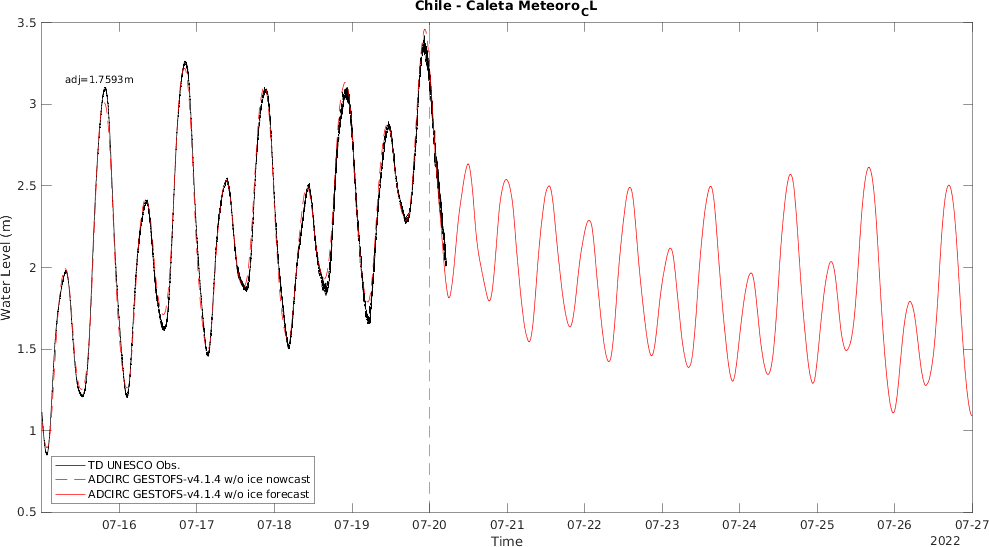 Chile - Caleta Meteoro_CL
3.5
adj=1.7593m
3
2.5
2
1.5
1
0.5
Water Level (m)
TD UNESCO Obs.
ADCIRC GESTOFS-v4.1.4 w/o ice nowcast
ADCIRC GESTOFS-v4.1.4 w/o ice forecast
07-16 07-17 07-18 07-19 07-20 07-21 07-22 07-23 07-24 07-25 07-26 07-27
Time
2022